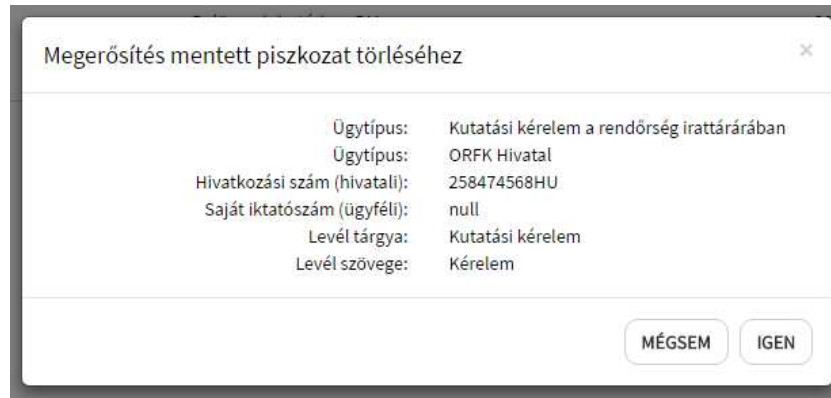 Megerősítés mentett piszkozat törléséhez ×
Ügytípus: Kutatási kérelem a rendőrség irattárárában
Ügytípus: ORFK Hivatal
Hivatkozási szám (hivatali): 258474568HU
Saját iktatószám (ügyféli): null
Levél tárgya: Kutatási kérelem
Levél szövege: Kérelem
MÉGSEM IGEN